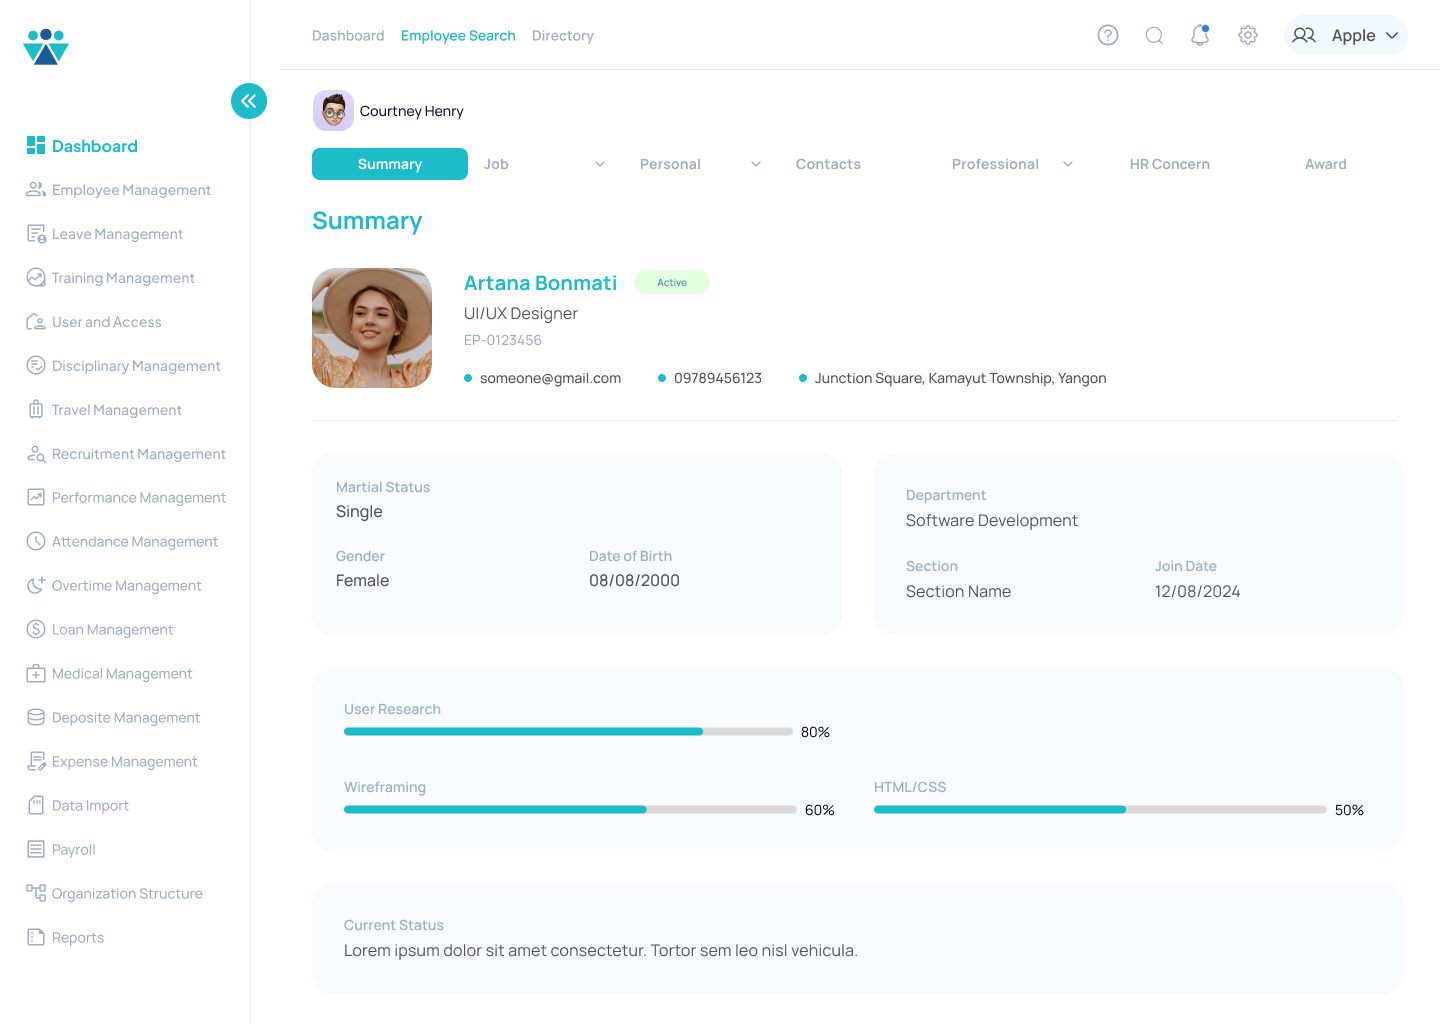 Dashboard
Employee Search
Directory
Apple
Dashboard
Employee Management
Leave Management
Training Management
User and Access
Disciplinary Management
Travel Management
Recruitment Management
Performance Management
Attendance Management
Overtime Management
Loan Management
Medical Management
Deposite Management
Expense Management
Data Import
Payroll
Organization Structure
Reports
Courtney Henry
Summary
Job
Personal
Contacts
Professional
HR Concern
Award
Summary
Artana Bonmati
Active
UI/UX Designer
EP-0123456
someone@gmail.com
09789456123
Junction Square, Kamayut Township, Yangon
Martial Status
Single
Gender
Female
Date of Birth
08/08/2000
Department
Software Development
Section
Section Name
Join Date
12/08/2024
User Research
80%
Wireframing
60%
HTML/CSS
50%
Current Status
Lorem ipsum dolor sit amet consectetur. Tortor sem leo nisl vehicula.